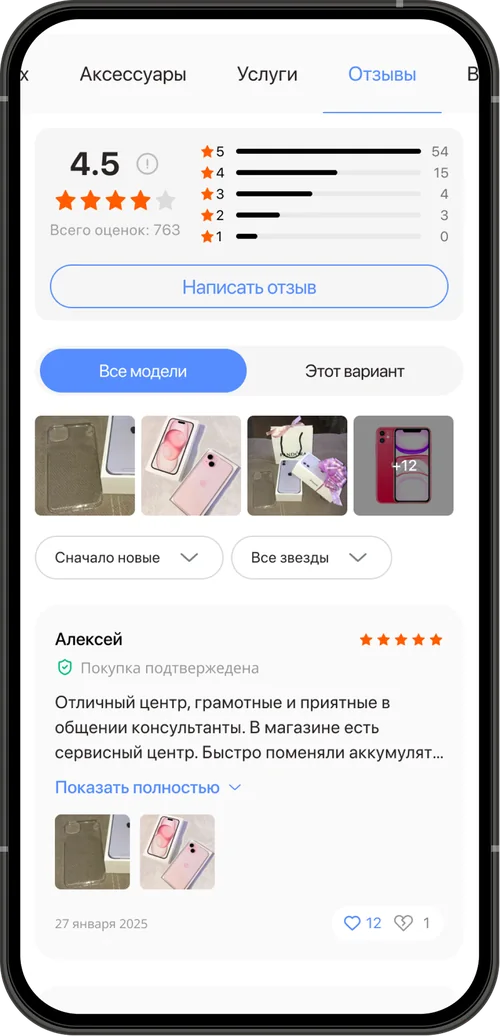 х Аксессуары Услуги Отзывы В
4.5
5 54
4 15
3 4
2 3
1 0
Всего оценок: 763
Написать отзыв
Все модели Этот вариант
PANDORA
+12
Сначало новые Все звезды
Алексей
Покупка подтвержедена
Отличный центр, грамотные и приятные в
общении консультанты. В магазине есть
сервисный центр. Быстро поменяли аккумулят...
Показать полностью
27 января 2025 12 1